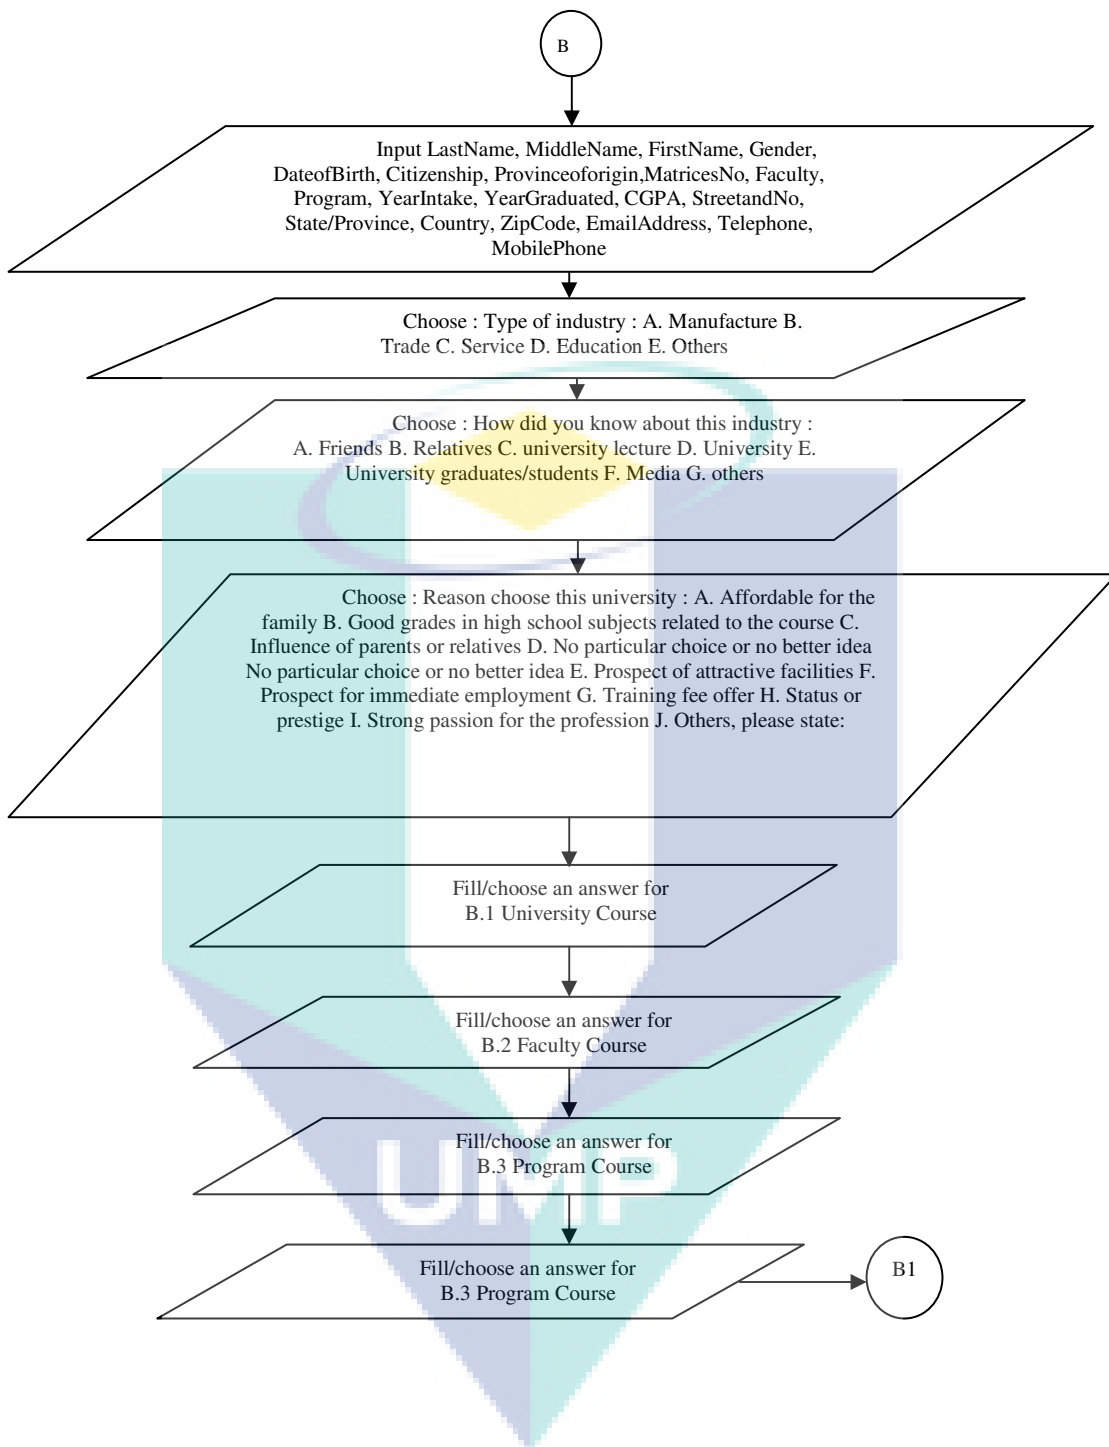 B
Input LastName, MiddleName, FirstName, Gender,
DateofBirth, Citizenship, Provinceoforigin,MatricesNo, Faculty,
Program, YearIntake, YearGraduated, CGPA, StreetandNo,
State/Province, Country, ZipCode, EmailAddress, Telephone,
MobilePhone
Choose : Type of industry : A. Manufacture B.
Trade C. Service D. Education E. Others
Choose : How did you know about this industry :
A. Friends B. Relatives C. university lecture D. University E.
University graduates/students F. Media G. others
Choose : Reason choose this university : A. Affordable for the
family B. Good grades in high school subjects related to the course C.
Influence of parents or relatives D. No particular choice or no better idea
No particular choice or no better idea E. Prospect of attractive facilities F.
Prospect for immediate employment G. Training fee offer H. Status or
prestige I. Strong passion for the profession J. Others, please state:
Fill/choose an answer for
B.1 University Course
Fill/choose an answer for
B.2 Faculty Course
Fill/choose an answer for
B.3 Program Course
UMP
Fill/choose an answer for
B.3 Program Course
B1